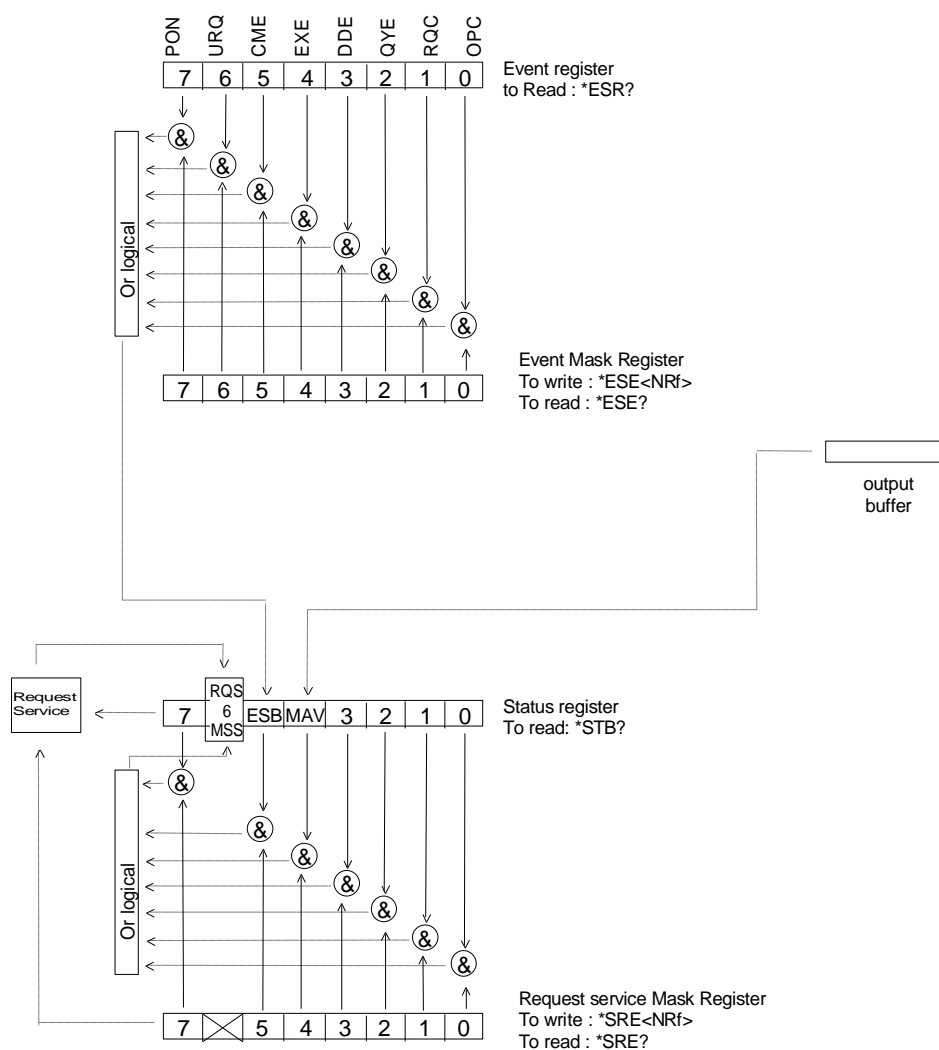 PON URQ CME EXE DDE QYE RQC OPC
7 6 5 4 3 2 1 0
Event register
to Read : *ESR?
&
&
&
&
&
&
&
&
Or logical
Event Mask Register
To write : *ESE<NRf>
To read : *ESE?
7 6 5 4 3 2 1 0
output
buffer
Request
Service
RQS
7 6 ESB MAV 3 2 1 0
MSS
Status register
To read: *STB?
&
&
&
&
&
&
&
Or logical
Request service Mask Register
To write : *SRE<NRf>
To read : *SRE?
7 5 4 3 2 1 0